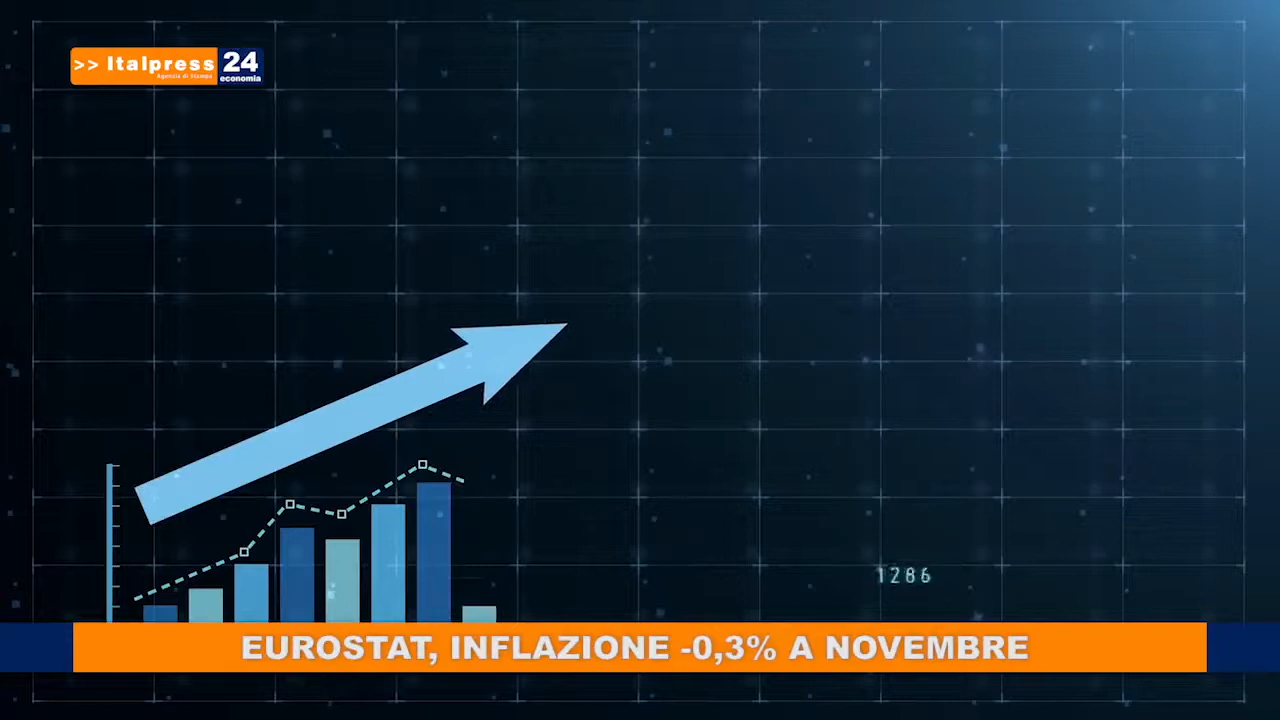 >> Italpress
Agenzia di Stampa
24
economia
1286
EUROSTAT, INFLAZIONE -0,3% A NOVEMBRE